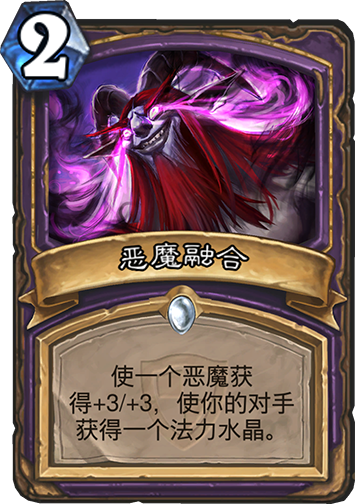 2
恶魔融合
使一个恶魔获
得+3/+3，使你的对手
获得一个法力水晶。